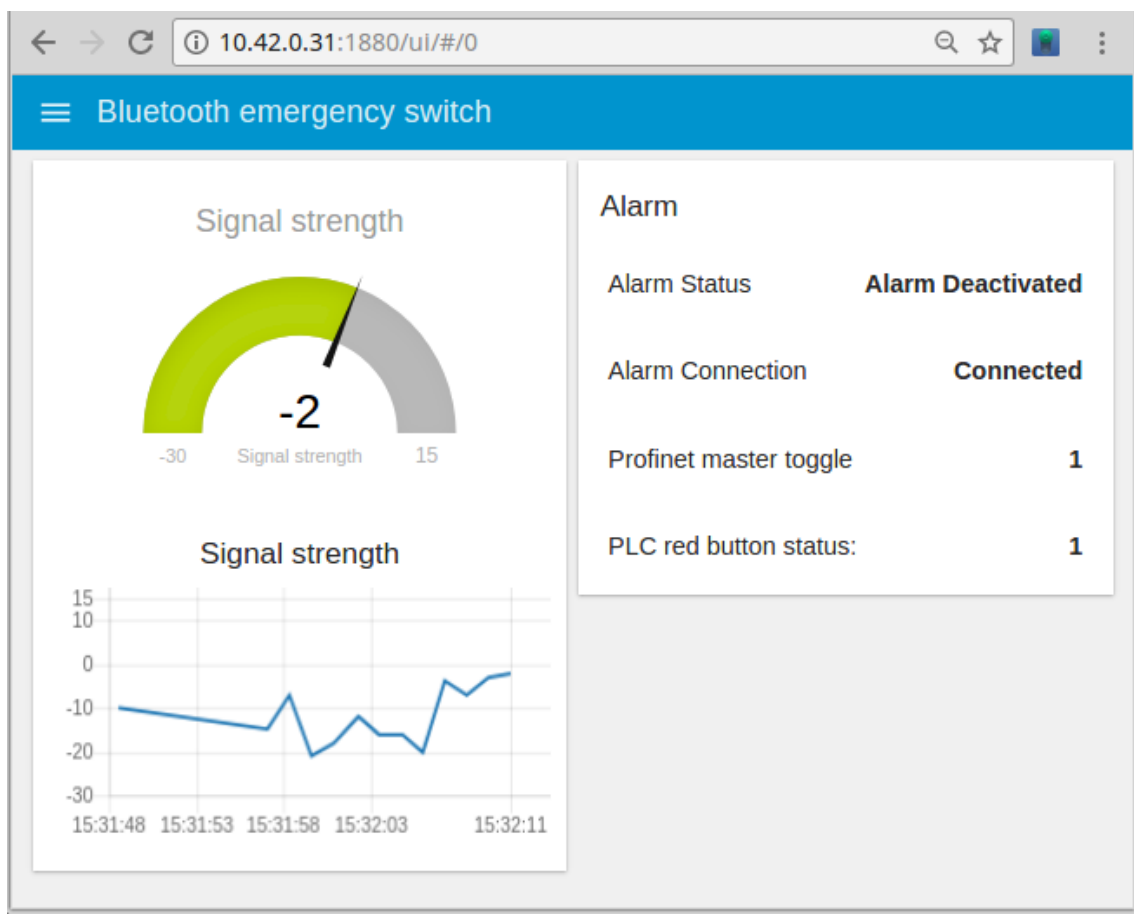 10.42.0.31:1880/ui/#/0
Bluetooth emergency switch
Signal strength
-2
-30 Signal strength 15
Signal strength
15
10
0
-10
-20
-30
15:31:48 15:31:53 15:31:58 15:32:03 15:32:11
Alarm
Alarm Status Alarm Deactivated
Alarm Connection Connected
Profinet master toggle 1
PLC red button status: 1